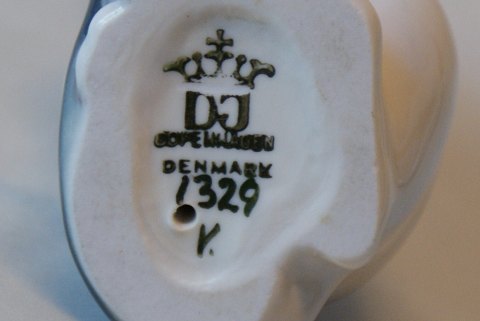 DJ
COPENHAGEN
DENMARK
1329
V.